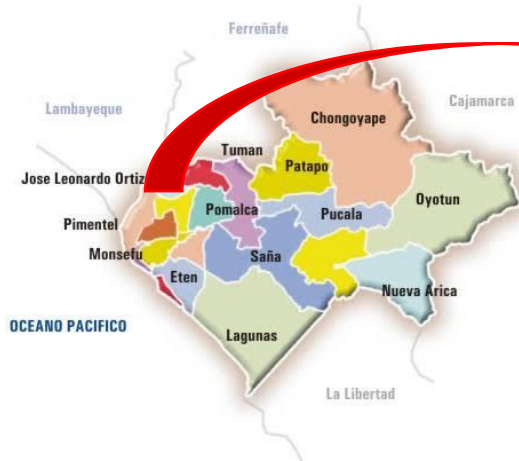 Ferreñafe
Cajamarca
Lambayeque
Chongoyape
Tuman
Patapo
Jose Leonardo Ortiz
Oyotun
Pomalca
Pucala
Pimentel
Monsefu
Saña
Eten
Nueva Arica
OCEANO PACIFICO
Lagunas
La Libertad